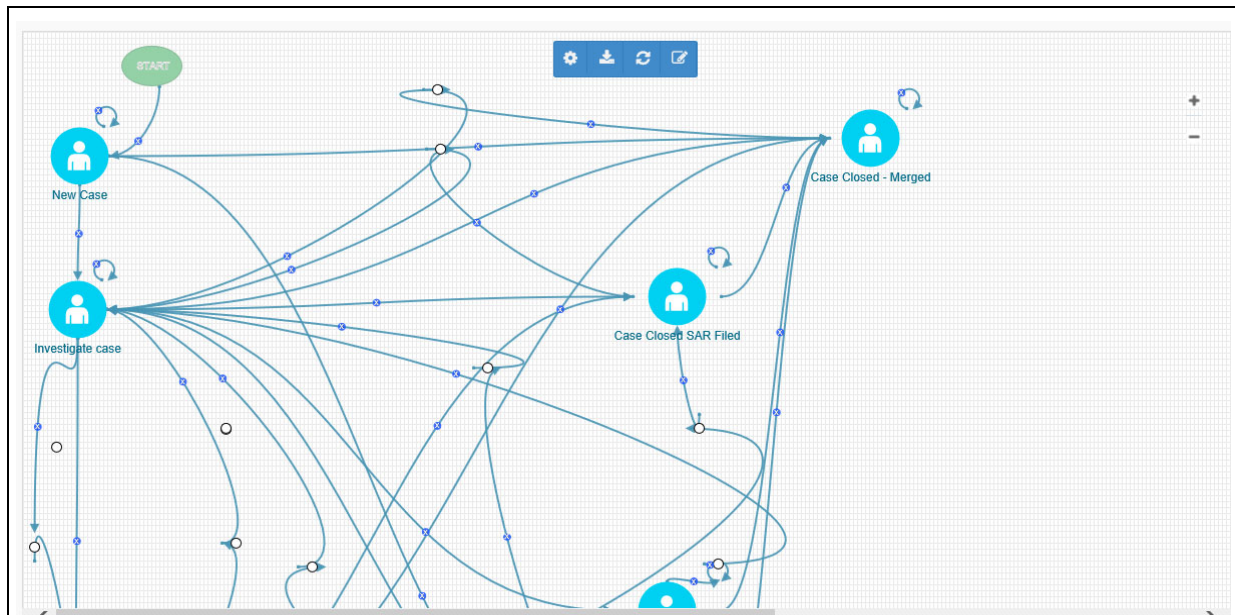 START
New Case
Case Closed - Merged
Investigate case
Case Closed SAR Filed